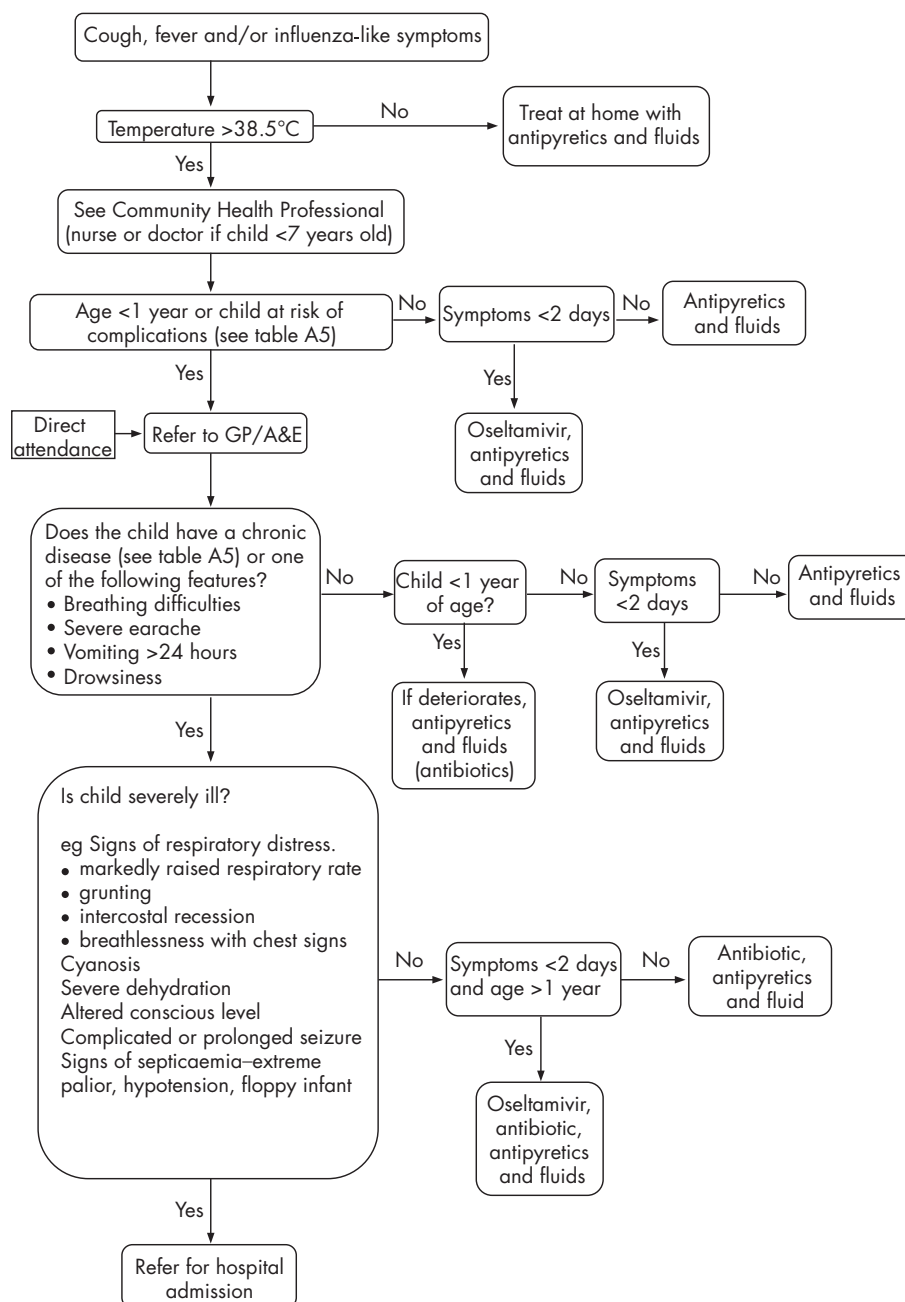 Cough, fever and/or influenza-like symptoms
Temperature >38.5°C
No
Treat at home with
antipyretics and fluids
Yes
See Community Health Professional
(nurse or doctor if child <7 years old)
Age <1 year or child at risk of
complications (see table A5)
No
Symptoms <2 days
No
Antipyretics
and fluids
Yes
Yes
Oseltamivir,
antipyretics
and fluids
Direct
attendance
Refer to GP/A&E
Does the child have a chronic
disease (see table A5) or one
of the following features?
• Breathing difficulties
• Severe earache
• Vomiting >24 hours
• Drowsiness
No
Child <1 year
of age?
No
Symptoms
<2 days
No
Antipyretics
and fluids
Yes
If deteriorates,
antipyretics
and fluids
(antibiotics)
Yes
Oseltamivir,
antipyretics
and fluids
Yes
Is child severely ill?
eg Signs of respiratory distress.
• markedly raised respiratory rate
• grunting
• intercostal recession
• breathlessness with chest signs
Cyanosis
Severe dehydration
Altered conscious level
Complicated or prolonged seizure
Signs of septicaemia–extreme
palior, hypotension, floppy infant
No
Symptoms <2 days
and age >1 year
No
Antibiotic,
antipyretics
and fluid
Yes
Oseltamivir,
antibiotic,
antipyretics
and fluids
Yes
Refer for hospital
admission